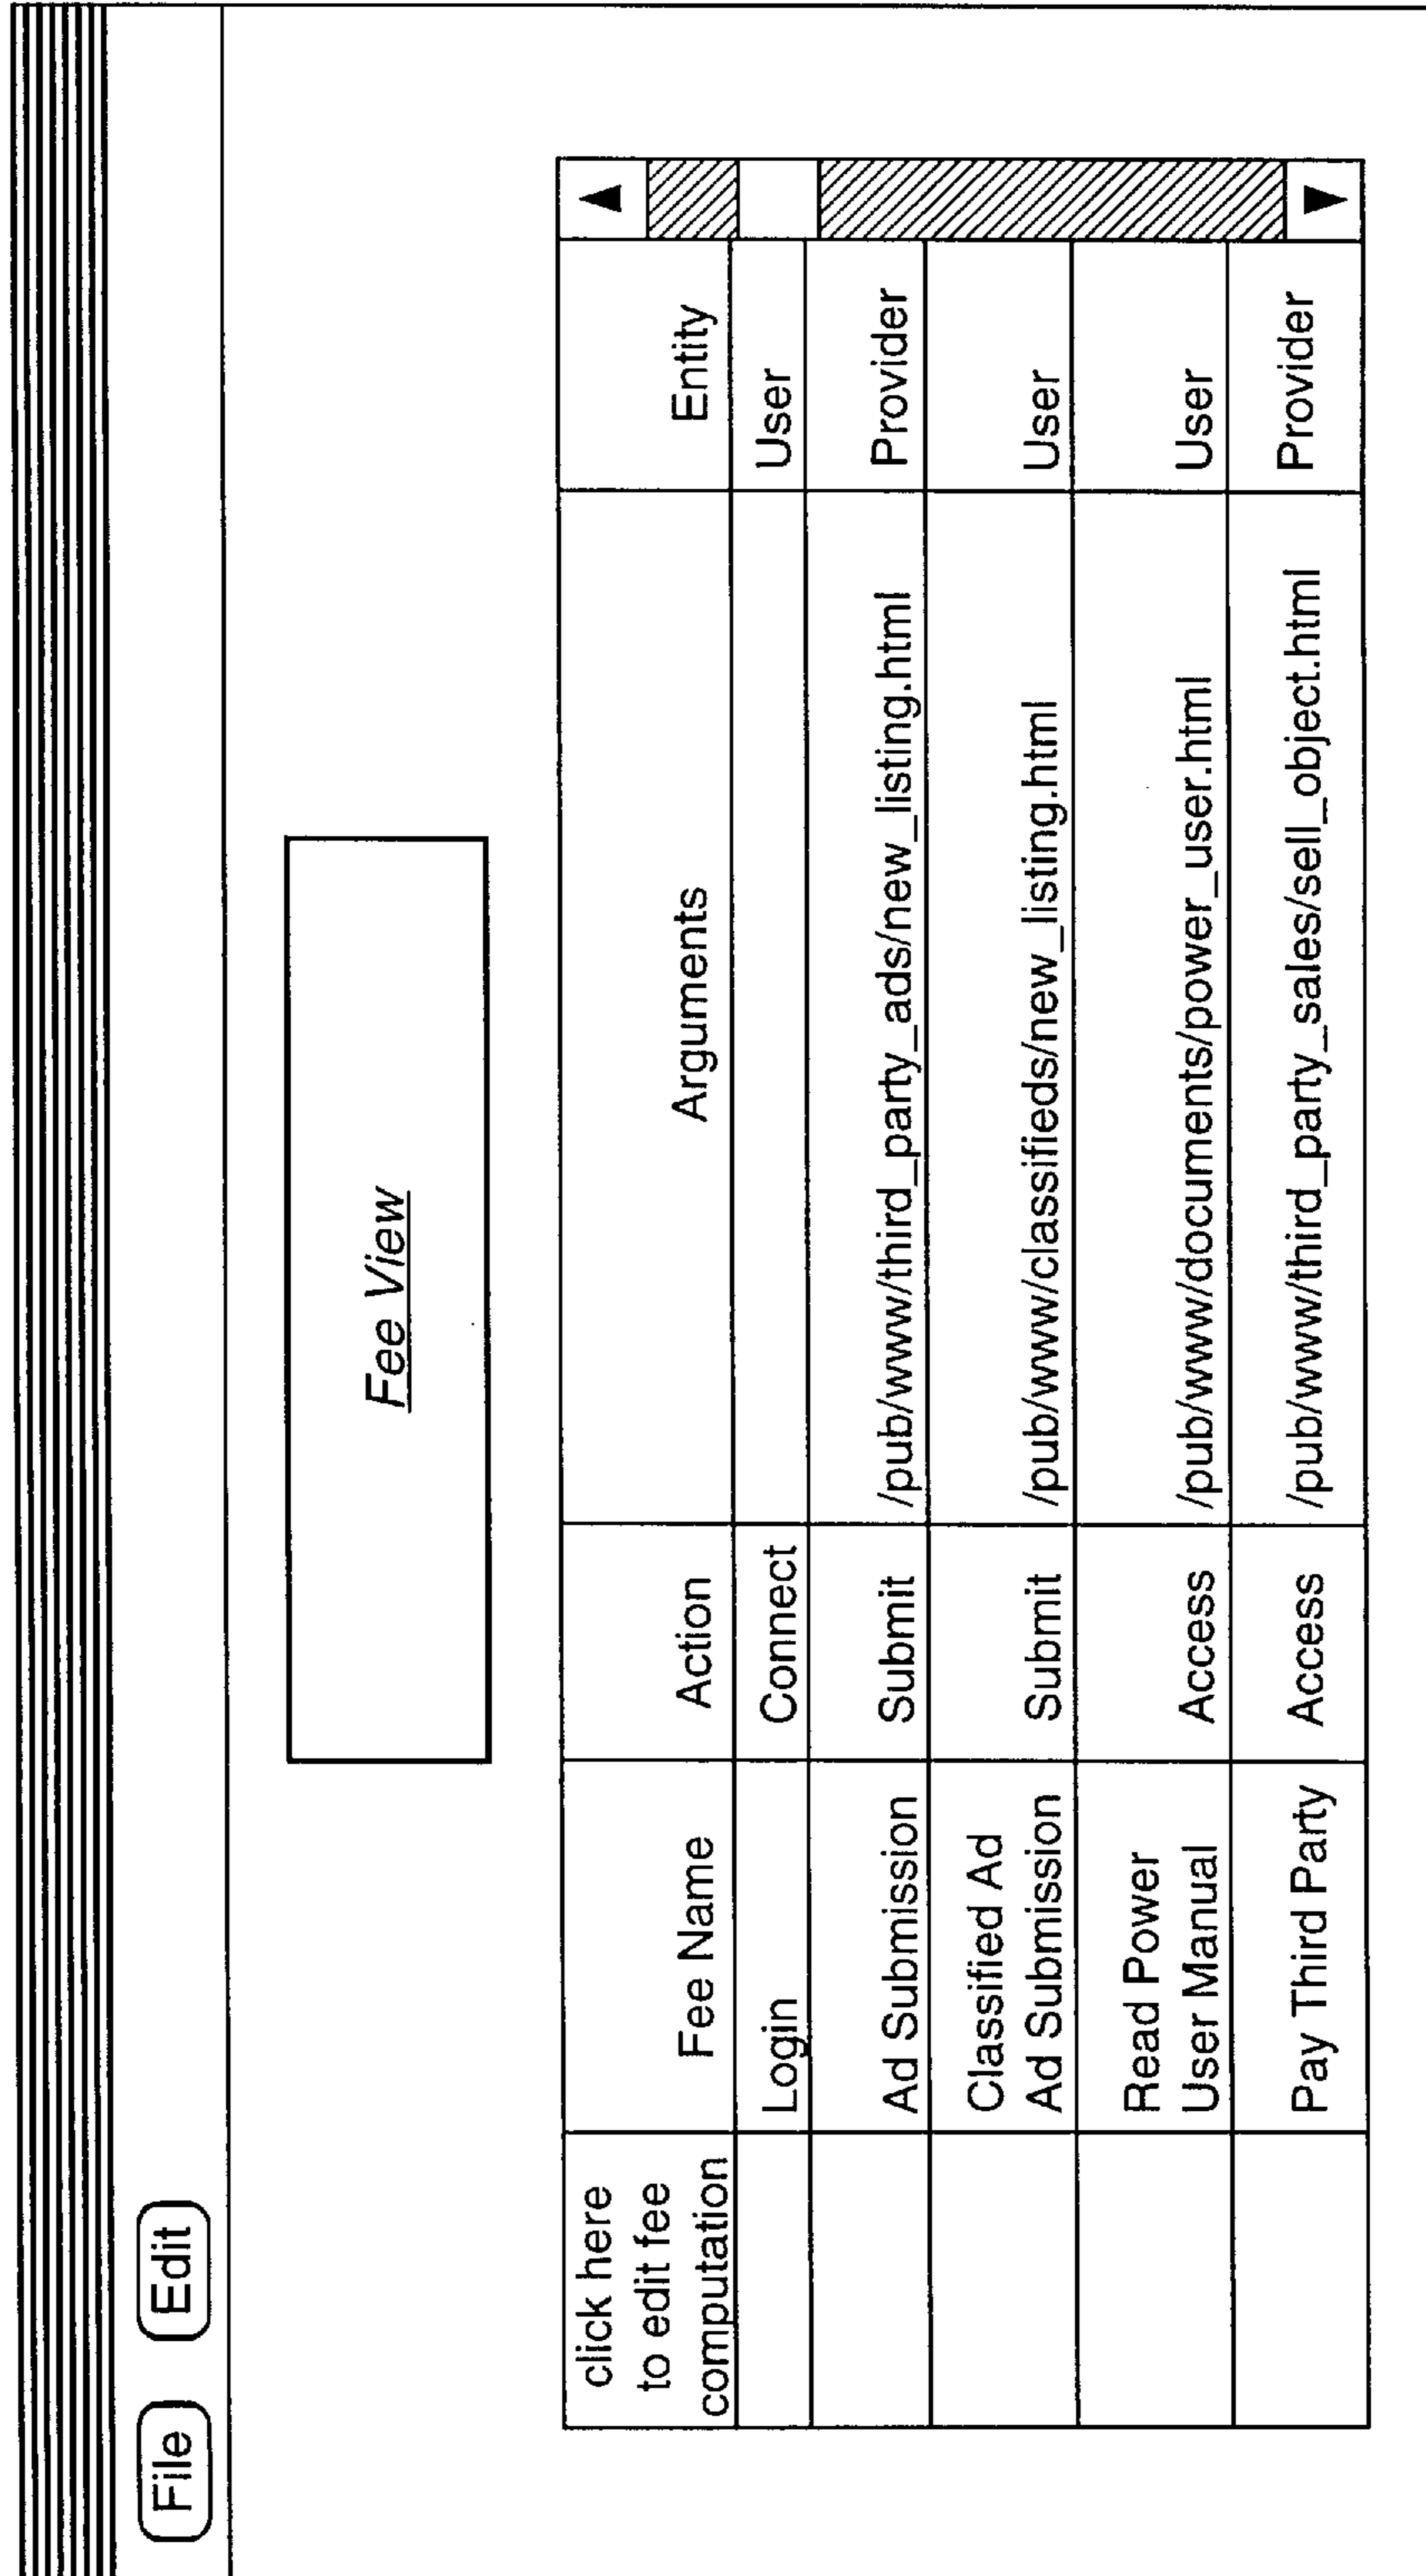 File Edit
Fee View
click here
to edit fee
computation Fee Name Action Arguments Entity
Login Connect User
Ad Submission Submit /pub/www/third_party_ads/new_listing.html Provider
Classified Ad
Ad Submission Submit /pub/www/classifieds/new_listing.html User
Read Power
User Manual Access /pub/www/documents/power_user.html User
Pay Third Party Access /pub/www/third_party_sales/sell_object.html Provider